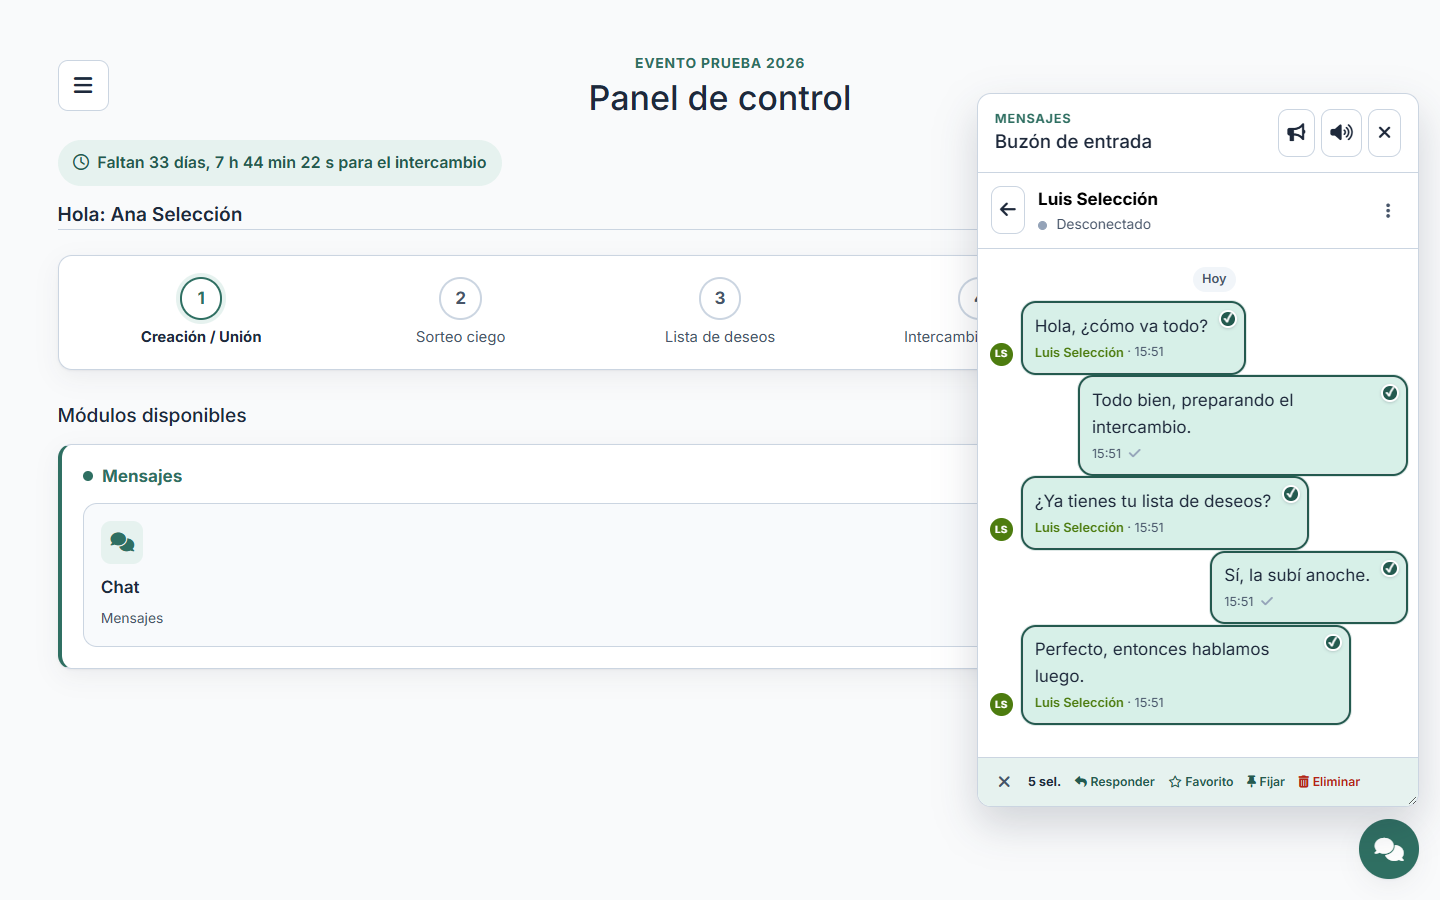 EVENTO PRUEBA 2026
Panel de control
Faltan 33 días, 7 h 44 min 22 s para el intercambio
Hola: Ana Selección
1
Creación / Unión
2
Sorteo ciego
3
Lista de deseos
Intercambi
Módulos disponibles
Mensajes
Chat
Mensajes
MENSAJES
Buzón de entrada
Luis Selección
Desconectado
Hoy
Hola, ¿cómo va todo?
LS
Luis Selección · 15:51
Todo bien, preparando el
intercambio.
15:51
¿Ya tienes tu lista de deseos?
LS
Luis Selección · 15:51
Sí, la subí anoche.
15:51
Perfecto, entonces hablamos
luego.
LS
Luis Selección · 15:51
5 sel. Responder Favorito Fijar Eliminar